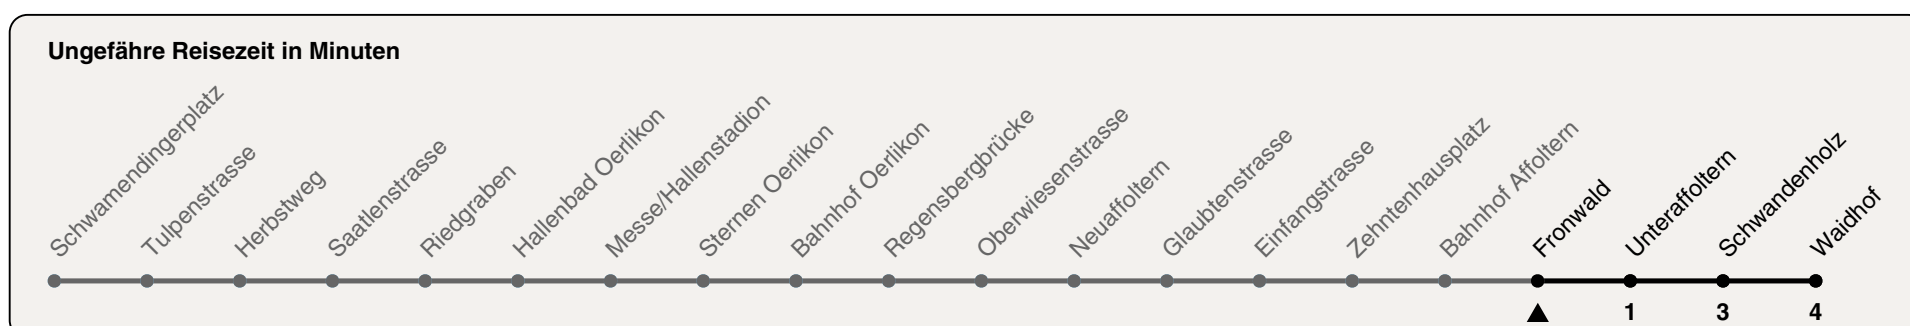 Ungefähre Reisezeit in Minuten
Schwamendingerplatz
Tulpenstrasse
Herbstweg
Saatlenstrasse
Riedgraben
Hallenbad Oerlikon
Messe/Hallenstadion
Sternen Oerlikon
Bahnhof Oerlikon
Regensbergbrücke
Oberwiesenstrasse
Neuaffoltern
Glaubtenstrasse
Einfangstrasse
Zehntenhausplatz
Bahnhof Affoltern
Fronwald
Unteraffoltern
Schwandenholz
Waidhof
1 3 4